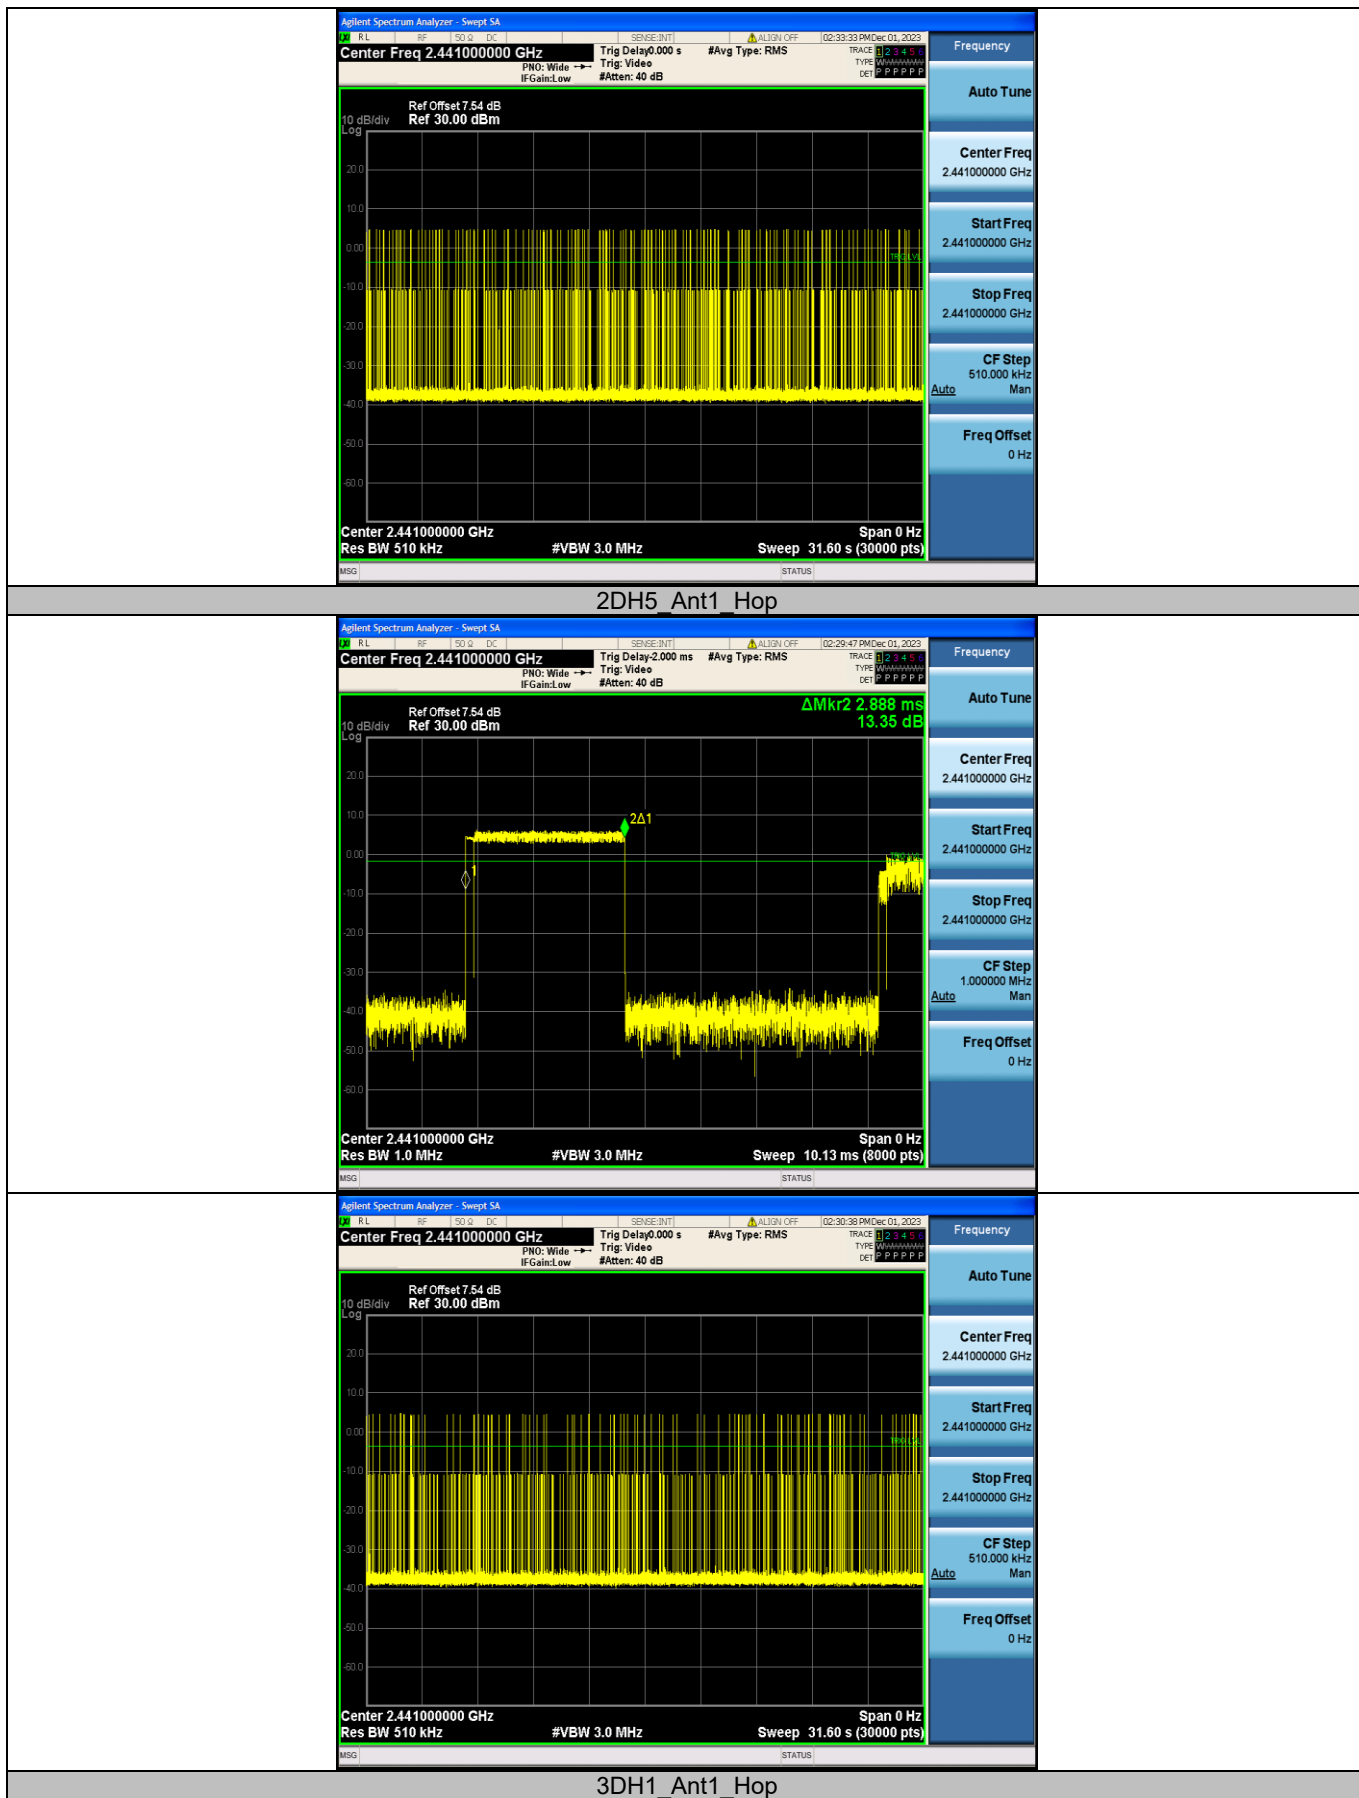 Agilent Spectrum Analyzer - Swept SA
RL RF 50 Ω DC SENSE:INT ALIGN OFF 02:33:33 PM Dec 01, 2023
Center Freq 2.441000000 GHz Trig Delay0.000 s #Avg Type: RMS TRACE 1 2 3 4 5 6
PNO: Wide Trig: Video TYPE W
IFGain:Low #Atten: 40 dB DET P P P P P P
Frequency
Auto Tune
Ref Offset 7.54 dB
10 dB/div Ref 30.00 dBm
Log
20.0
10.0
0.00
TRIG LVL
-10.0
-20.0
-30.0
-40.0
-50.0
-60.0
Center Freq
2.441000000 GHz
Start Freq
2.441000000 GHz
Stop Freq
2.441000000 GHz
CF Step
510.000 kHz
Auto Man
Freq Offset
0 Hz
Center 2.441000000 GHz Span 0 Hz
Res BW 510 kHz #VBW 3.0 MHz Sweep 31.60 s (30000 pts)
MSG STATUS
2DH5_Ant1_Hop
Agilent Spectrum Analyzer - Swept SA
RL RF 50 Ω DC SENSE:INT ALIGN OFF 02:29:47 PM Dec 01, 2023
Center Freq 2.441000000 GHz Trig Delay-2.000 ms #Avg Type: RMS TRACE 1 2 3 4 5 6
PNO: Wide Trig: Video TYPE W
IFGain:Low #Atten: 40 dB DET P P P P P P
Frequency
Auto Tune
ΔMkr2 2.888 ms
13.35 dB
Ref Offset 7.54 dB
10 dB/div Ref 30.00 dBm
Log
20.0
10.0
2Δ1
0.00
TRIG LVL
1
-10.0
-20.0
-30.0
-40.0
-50.0
-60.0
Center Freq
2.441000000 GHz
Start Freq
2.441000000 GHz
Stop Freq
2.441000000 GHz
CF Step
1.000000 MHz
Auto Man
Freq Offset
0 Hz
Center 2.441000000 GHz Span 0 Hz
Res BW 1.0 MHz #VBW 3.0 MHz Sweep 10.13 ms (8000 pts)
MSG STATUS
Agilent Spectrum Analyzer - Swept SA
RL RF 50 Ω DC SENSE:INT ALIGN OFF 02:30:38 PM Dec 01, 2023
Center Freq 2.441000000 GHz Trig Delay0.000 s #Avg Type: RMS TRACE 1 2 3 4 5 6
PNO: Wide Trig: Video TYPE W
IFGain:Low #Atten: 40 dB DET P P P P P P
Frequency
Auto Tune
Ref Offset 7.54 dB
10 dB/div Ref 30.00 dBm
Log
20.0
10.0
0.00
TRIG LVL
-10.0
-20.0
-30.0
-40.0
-50.0
-60.0
Center Freq
2.441000000 GHz
Start Freq
2.441000000 GHz
Stop Freq
2.441000000 GHz
CF Step
510.000 kHz
Auto Man
Freq Offset
0 Hz
Center 2.441000000 GHz Span 0 Hz
Res BW 510 kHz #VBW 3.0 MHz Sweep 31.60 s (30000 pts)
MSG STATUS
3DH1_Ant1_Hop